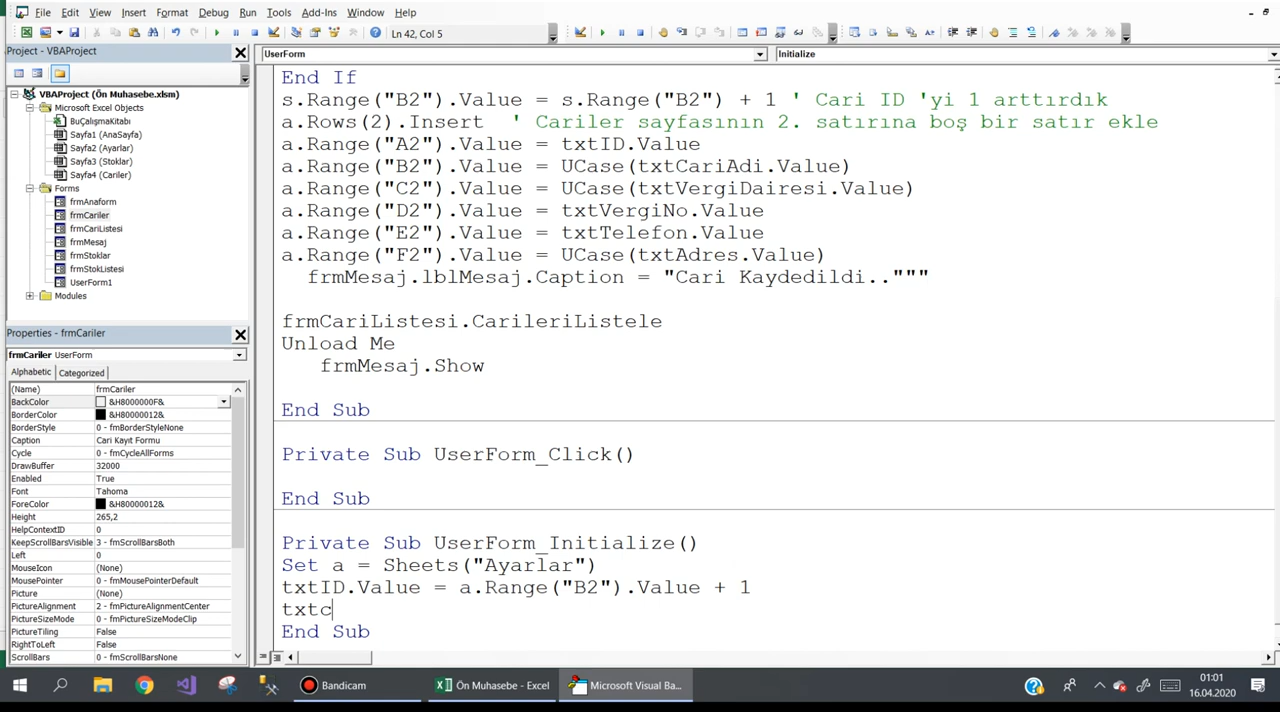 File Edit View Insert Format Debug Run Tools Add-Ins Window Help
Ln 42, Col 5
Project - VBAProject
UserForm
Initialize
VBAProject (Ön Muhasebe.xlsm)
Microsoft Excel Objects
BuÇalışmaKitabı
Sayfa1 (AnaSayfa)
Sayfa2 (Ayarlar)
Sayfa3 (Stoklar)
Sayfa4 (Cariler)
Forms
frmAnaform
frmCariler
frmCariListesi
frmMesaj
frmStoklar
frmStokListesi
UserForm1
Modules
Properties - frmCariler
frmCariler UserForm
Alphabetic Categorized
(Name) frmCariler
BackColor &H8000000F&
BorderColor &H80000012&
BorderStyle 0 - fmBorderStyleNone
Caption Cari Kayıt Formu
Cycle 0 - fmCycleAllForms
DrawBuffer 32000
Enabled True
Font Tahoma
ForeColor &H80000012&
Height 265,2
HelpContextID 0
KeepScrollBarsVisible 3 - fmScrollBarsBoth
Left 0
MouseIcon (None)
MousePointer 0 - fmMousePointerDefault
Picture (None)
PictureAlignment 2 - fmPictureAlignmentCenter
PictureSizeMode 0 - fmPictureSizeModeClip
PictureTiling False
RightToLeft False
ScrollBars 0 - fmScrollBarsNone
End If
s.Range("B2").Value = s.Range("B2") + 1 ' Cari ID 'yi 1 arttırdık
a.Rows(2).Insert ' Cariler sayfasının 2. satırına boş bir satır ekle
a.Range("A2").Value = txtID.Value
a.Range("B2").Value = UCase(txtCariAdi.Value)
a.Range("C2").Value = UCase(txtVergiDairesi.Value)
a.Range("D2").Value = txtVergiNo.Value
a.Range("E2").Value = txtTelefon.Value
a.Range("F2").Value = UCase(txtAdres.Value)
frmMesaj.lblMesaj.Caption = "Cari Kaydedildi.."""
frmCariListesi.CarileriListele
Unload Me
frmMesaj.Show
End Sub
Private Sub UserForm_Click()
End Sub
Private Sub UserForm_Initialize()
Set a = Sheets("Ayarlar")
txtID.Value = a.Range("B2").Value + 1
txtc
End Sub
Bandicam
Ön Muhasebe - Excel
Microsoft Visual Ba...
01:01
16.04.2020